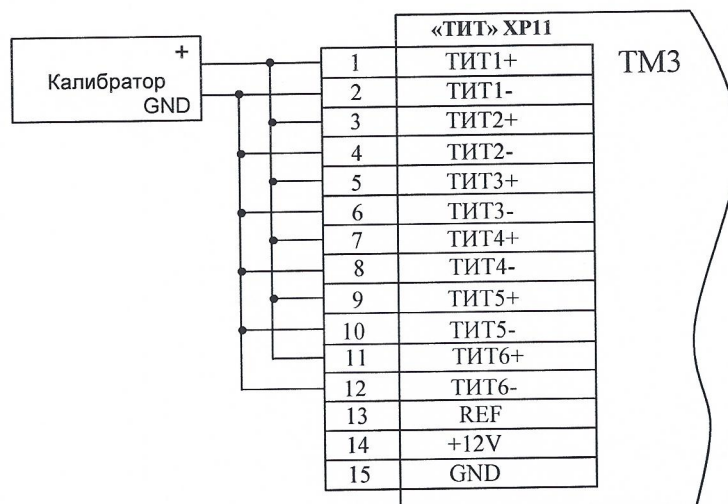 «ТИТ» XP11
+
Калибратор
GND
ТМ3
1 ТИТ1+
2 ТИТ1-
3 ТИТ2+
4 ТИТ2-
5 ТИТ3+
6 ТИТ3-
7 ТИТ4+
8 ТИТ4-
9 ТИТ5+
10 ТИТ5-
11 ТИТ6+
12 ТИТ6-
13 REF
14 +12V
15 GND